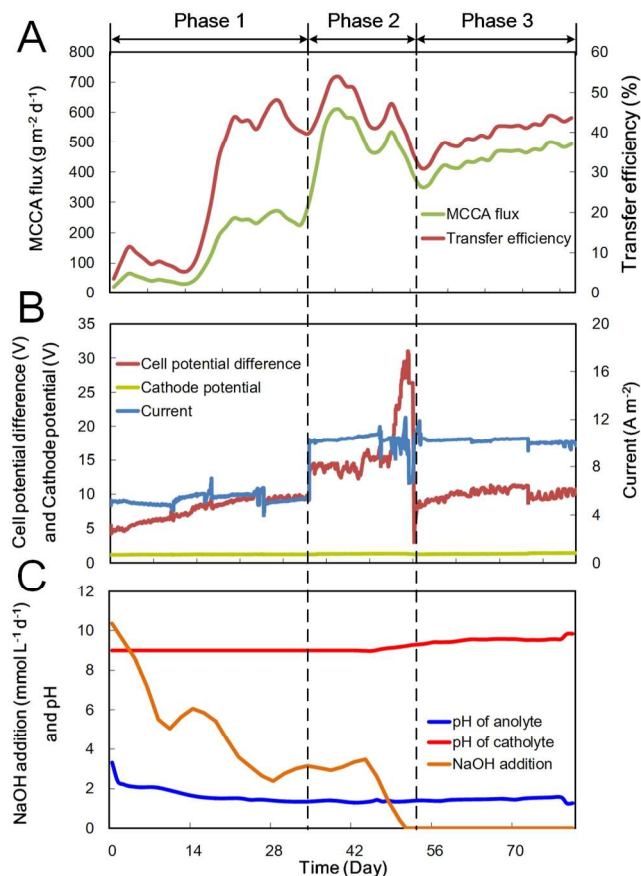 Phase 1
Phase 2
Phase 3
A
MCCA flux (g m⁻² d⁻¹)
800
700
600
500
400
300
200
100
0
60
50
40
30
20
10
0
Transfer efficiency (%)
MCCA flux
Transfer efficiency
B
Cell potential difference (V)
and Cathode potential (V)
35
30
25
20
15
10
5
0
20
16
12
8
4
0
Current (A m⁻²)
Cell potential difference
Cathode potential
Current
C
NaOH addition (mmol L⁻¹ d⁻¹)
and pH
12
10
8
6
4
2
0
pH of anolyte
pH of catholyte
NaOH addition
0
14
28
42
56
70
Time (Day)